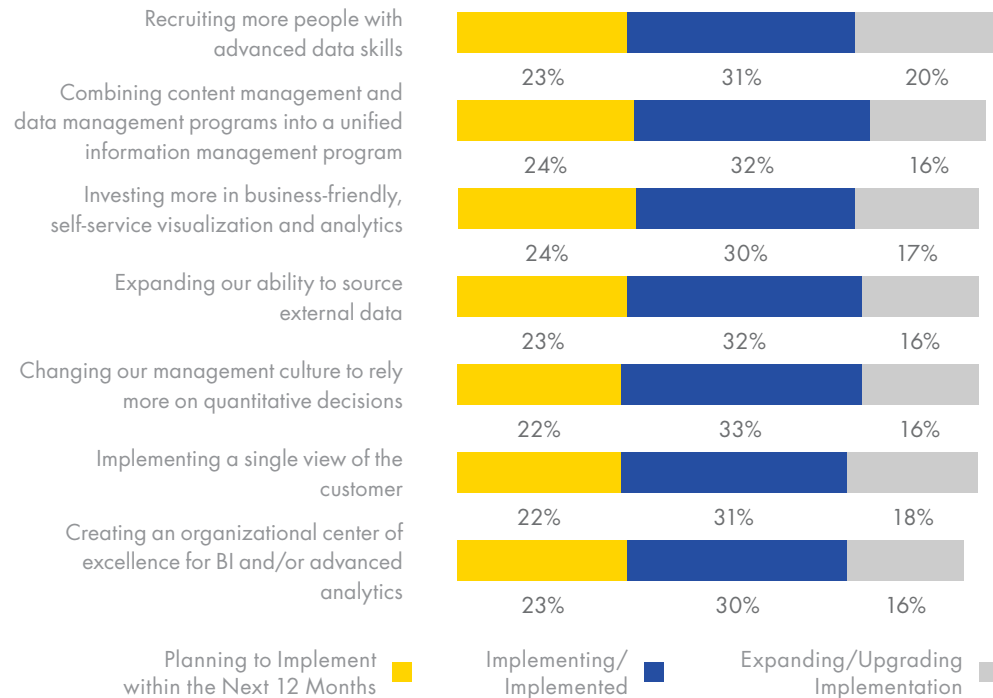 Recruiting more people with
advanced data skills
23% 31% 20%
Combining content management and
data management programs into a unified
information management program
24% 32% 16%
Investing more in business-friendly,
self-service visualization and analytics
24% 30% 17%
Expanding our ability to source
external data
23% 32% 16%
Changing our management culture to rely
more on quantitative decisions
22% 33% 16%
Implementing a single view of the
customer
22% 31% 18%
Creating an organizational center of
excellence for BI and/or advanced
analytics
23% 30% 16%
Planning to Implement
within the Next 12 Months
Implementing/
Implemented
Expanding/Upgrading
Implementation